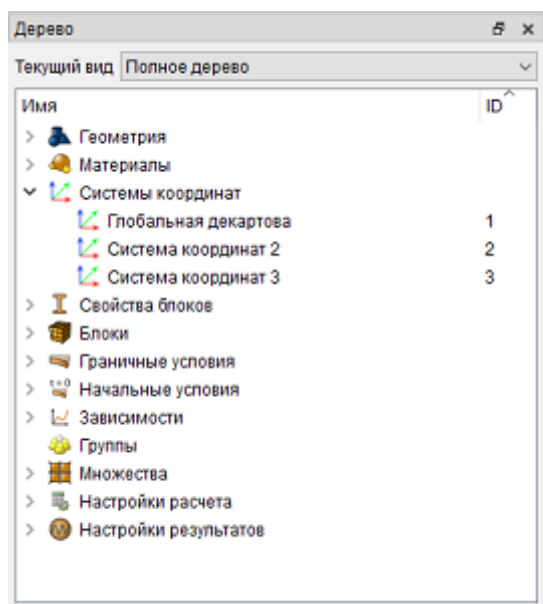 Дерево
Текущий вид Полное дерево
Имя ID
Геометрия
Материалы
Системы координат
Глобальная декартова 1
Система координат 2 2
Система координат 3 3
Свойства блоков
Блоки
Граничные условия
t=0 Начальные условия
Зависимости
Группы
Множества
Настройки расчета
Настройки результатов